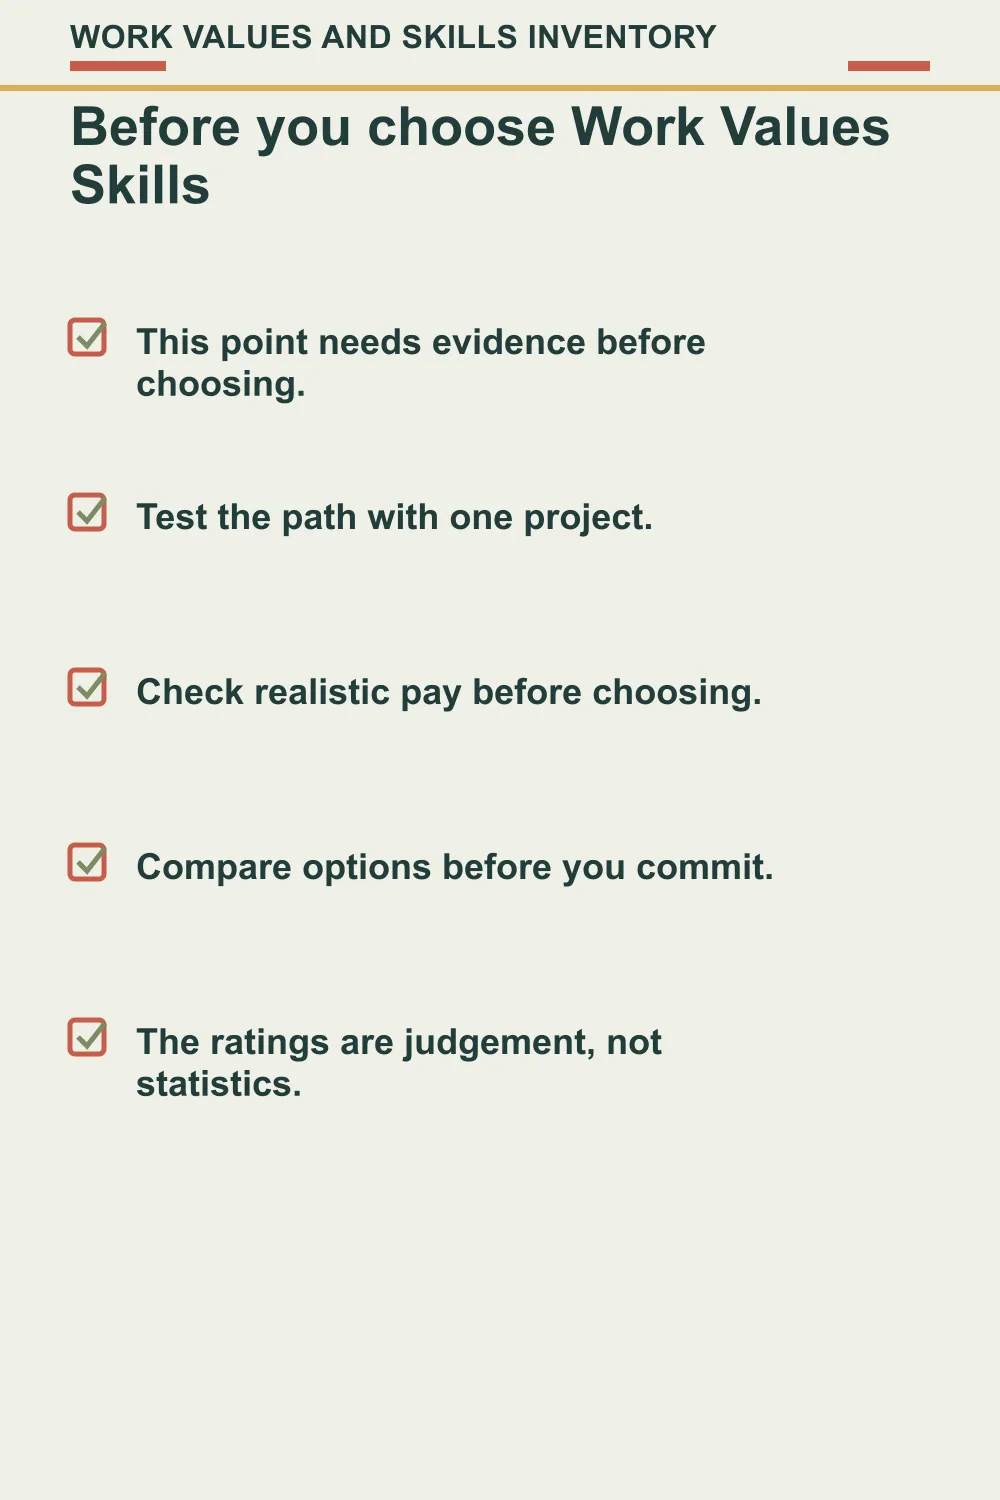 WORK VALUES AND SKILLS INVENTORY
Before you choose Work Values
Skills
This point needs evidence before
choosing.
Test the path with one project.
Check realistic pay before choosing.
Compare options before you commit.
The ratings are judgement, not
statistics.